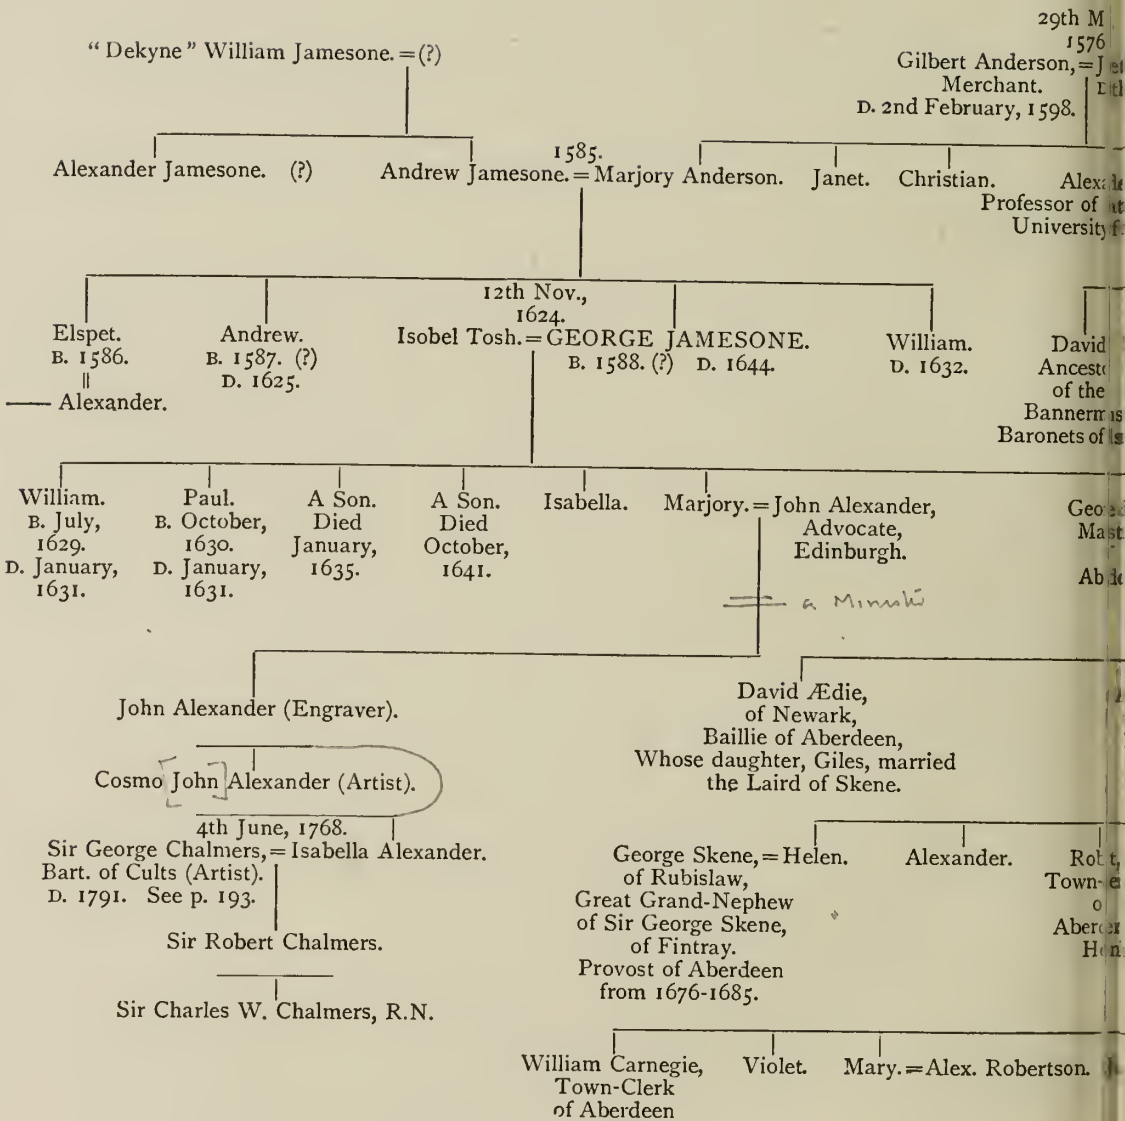 "Dekyne" William Jamesone. = (?)
29th M
1576
Gilbert Anderson, =
Merchant.
D. 2nd February, 1598.
Alexander Jamesone. (?)
1585.
Andrew Jamesone. = Marjory Anderson.
Janet.
Christian.
Professor of
University
Elspet.
B. 1586.
||
—— Alexander.
Andrew.
B. 1587. (?)
D. 1625.
12th Nov.,
1624.
Isobel Tosh. = GEORGE JAMESONE.
B. 1588. (?) D. 1644.
William.
D. 1632.
David
of the
Baronets of
William.
B. July,
1629.
D. January,
1631.
Paul.
B. October,
1630.
D. January,
1631.
A Son.
Died
January,
1635.
A Son.
Died
October,
1641.
Isabella.
Marjory. = John Alexander,
Advocate,
Edinburgh.
a Minister
John Alexander (Engraver).
David Ædie,
of Newark,
Baillie of Aberdeen,
Whose daughter, Giles, married
the Laird of Skene.
Cosmo [John] Alexander (Artist).
4th June, 1768.
Sir George Chalmers, = Isabella Alexander.
Bart. of Cults (Artist).
D. 1791. See p. 193.
Sir Robert Chalmers.
Sir Charles W. Chalmers, R.N.
George Skene, = Helen.
of Rubislaw,
Great Grand-Nephew
of Sir George Skene,
of Fintray.
Provost of Aberdeen
from 1676-1685.
Alexander.
Town-
William Carnegie,
Town-Clerk
of Aberdeen
Violet.
Mary. = Alex. Robertson.